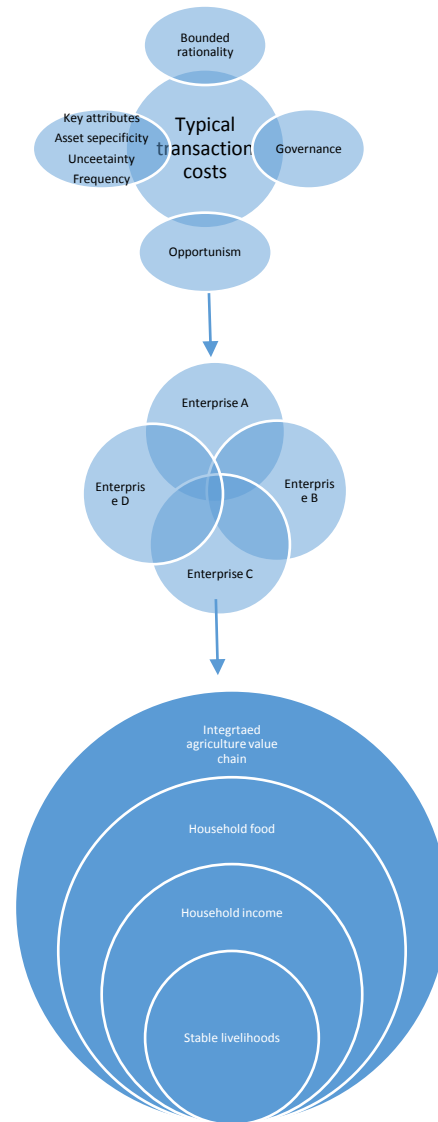 Bounded
rationality
Key attributes
Asset sepecificity
Unceetainty
Frequency
Typical
transaction
costs
Governance
Opportunism
Enterprise A
Enterpris
e D
Enterpris
e B
Enterprise C
Integrtaed
agriculture value
chain
Household food
Household income
Stable livelihoods